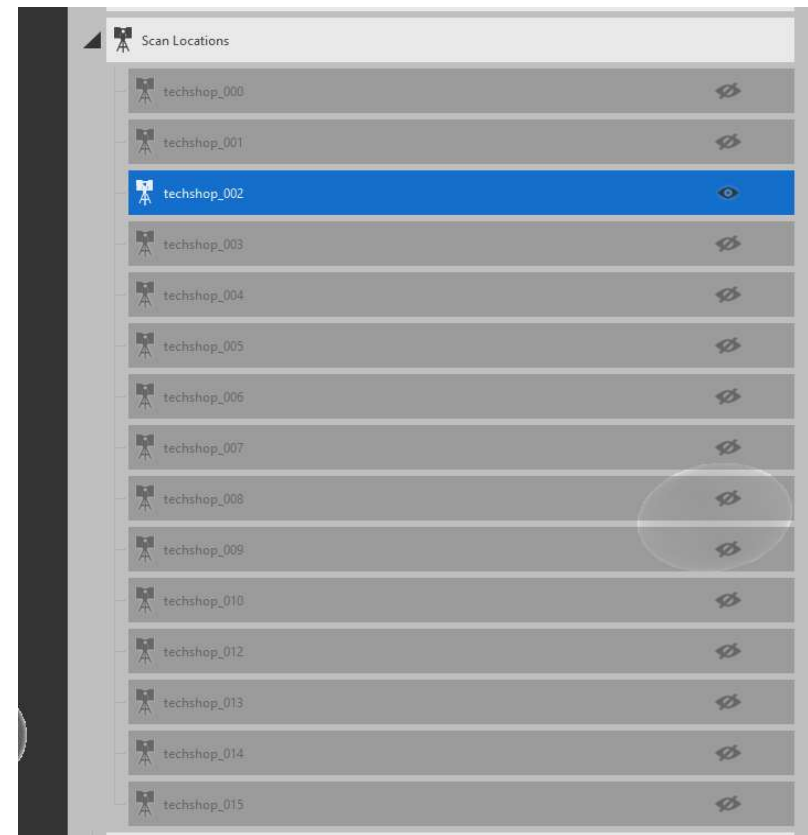 Scan Locations
techshop_000
techshop_001
techshop_002
techshop_003
techshop_004
techshop_005
techshop_006
techshop_007
techshop_008
techshop_009
techshop_010
techshop_012
techshop_013
techshop_014
techshop_015